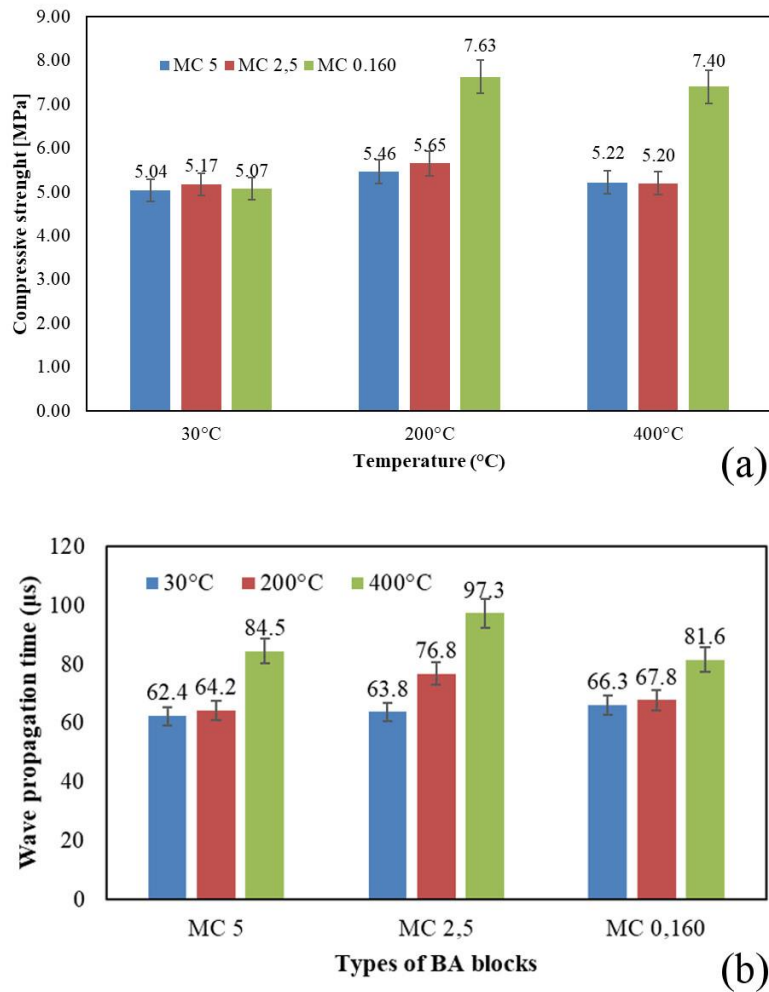 9.00
8.00
7.00
6.00
5.00
4.00
3.00
2.00
1.00
0.00
Compressive strenght [MPa]
MC 5 MC 2,5 MC 0.160
5.04 5.17 5.07
5.46 5.65 7.63
5.22 5.20 7.40
30°C 200°C 400°C
Temperature (°C)
(a)
120
100
80
60
40
20
0
Wave propagation time (µs)
30°C 200°C 400°C
62.4 64.2 84.5
63.8 76.8 97.3
66.3 67.8 81.6
MC 5 MC 2,5 MC 0,160
Types of BA blocks
(b)